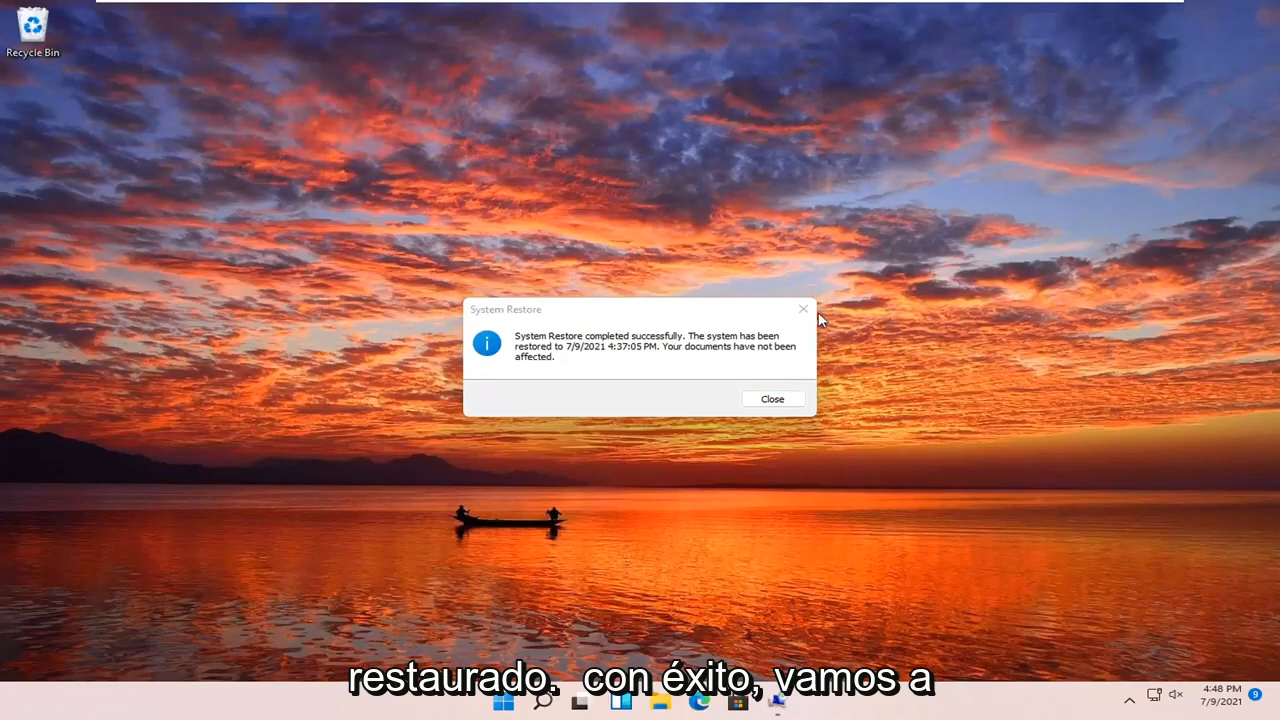 Recycle Bin
System Restore
System Restore completed successfully. The system has been
restored to 7/9/2021 4:37:05 PM. Your documents have not been
affected.
Close
restaurado.  con éxito, vamos a
4:48 PM
7/9/2021
9